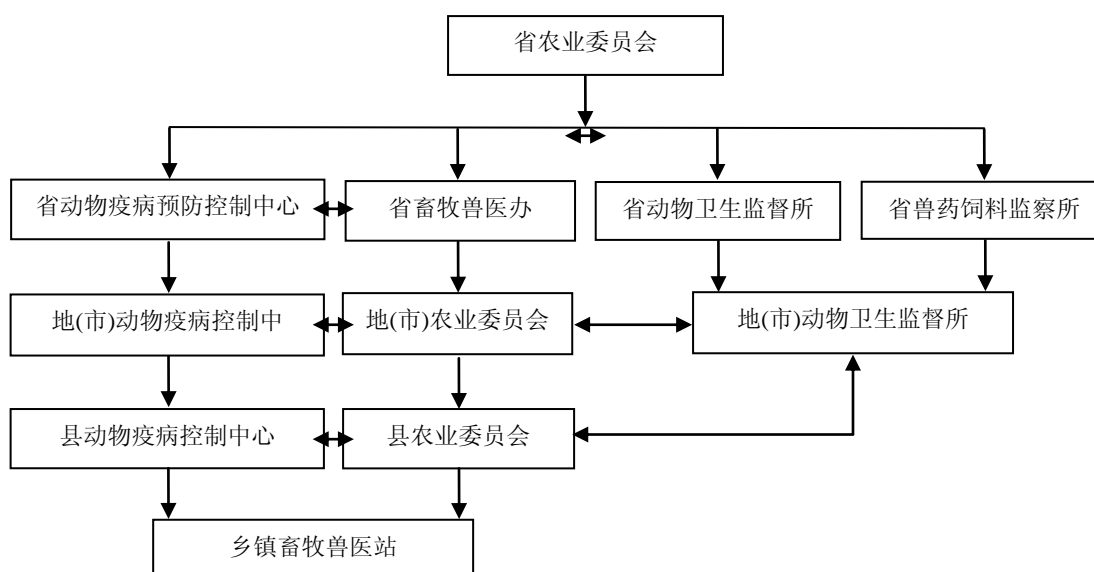 省农业委员会
省动物疫病预防控制中心
省畜牧兽医办
省动物卫生监督所
省兽药饲料监察所
地(市)动物疫病控制中
地(市)农业委员会
地(市)动物卫生监督所
县动物疫病控制中心
县农业委员会
乡镇畜牧兽医站